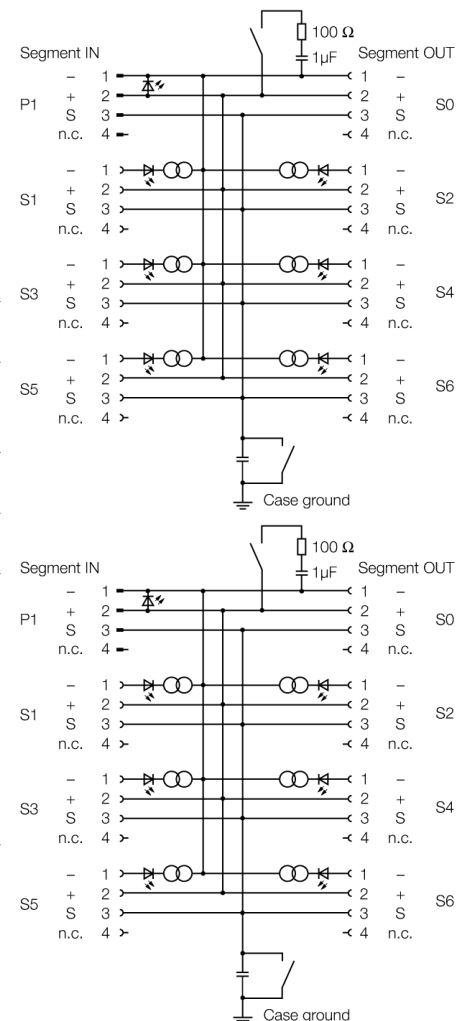 100 Ω
Segment IN 1µF Segment OUT
– 1 1 –
P1 + 2 2 + S0
S 3 3 S
n.c. 4 4 n.c.
– 1 1 –
S1 + 2 2 + S2
S 3 3 S
n.c. 4 4 n.c.
– 1 1 –
S3 + 2 2 + S4
S 3 3 S
n.c. 4 4 n.c.
– 1 1 –
S5 + 2 2 + S6
S 3 3 S
n.c. 4 4 n.c.
Case ground
100 Ω
Segment IN 1µF Segment OUT
– 1 1 –
P1 + 2 2 + S0
S 3 3 S
n.c. 4 4 n.c.
– 1 1 –
S1 + 2 2 + S2
S 3 3 S
n.c. 4 4 n.c.
– 1 1 –
S3 + 2 2 + S4
S 3 3 S
n.c. 4 4 n.c.
– 1 1 –
S5 + 2 2 + S6
S 3 3 S
n.c. 4 4 n.c.
Case ground